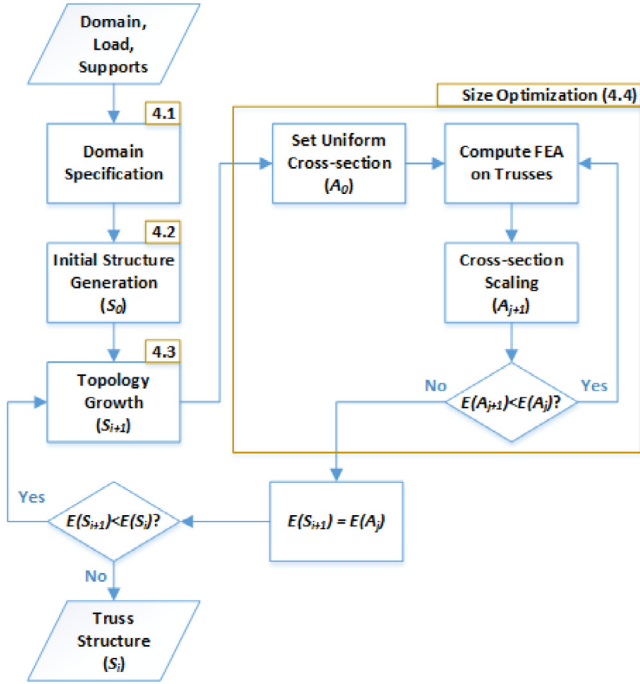 Domain,
Load,
Supports
4.1
Domain
Specification
4.2
Initial Structure
Generation
(S₀)
4.3
Topology
Growth
(Sᵢ₊₁)
Size Optimization (4.4)
Set Uniform
Cross-section
(A₀)
Compute FEA
on Trusses
Cross-section
Scaling
(Aⱼ₊₁)
No
E(Aⱼ₊₁)<E(Aⱼ)?
Yes
E(Sᵢ₊₁) = E(Aⱼ)
Yes
E(Sᵢ₊₁)<E(Sᵢ)?
No
Truss
Structure
(Sᵢ)